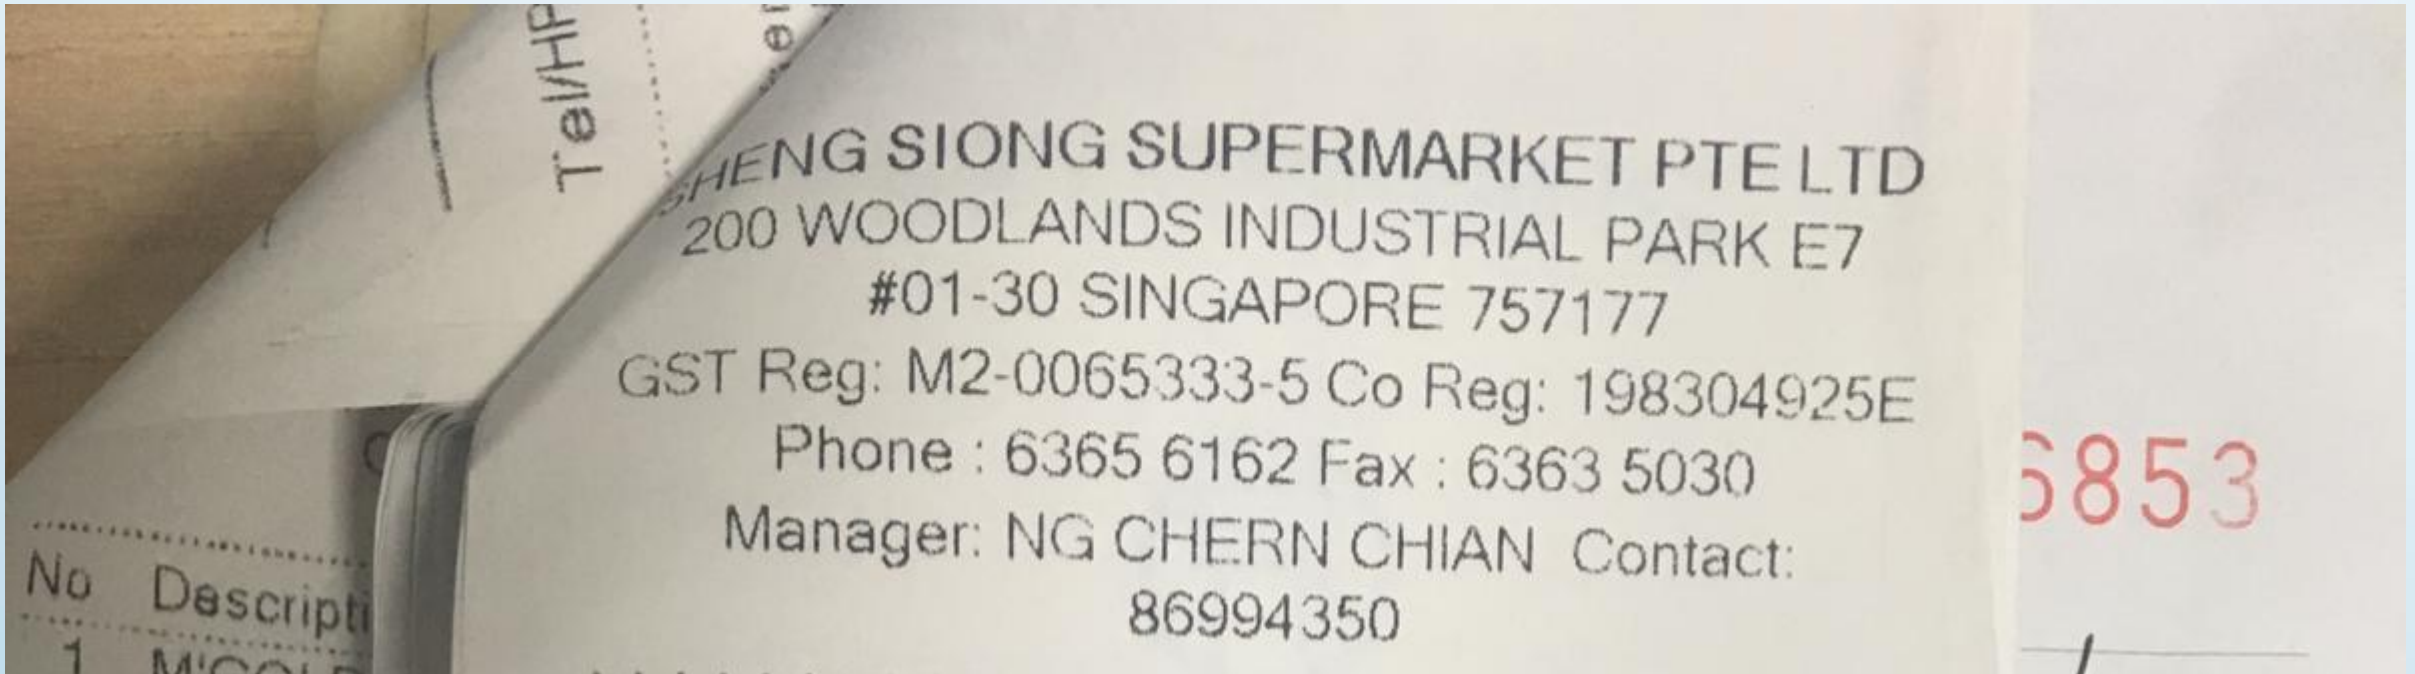 Tel/HP
SHENG SIONG SUPERMARKET PTE LTD
200 WOODLANDS INDUSTRIAL PARK E7
#01-30 SINGAPORE 757177
GST Reg: M2-0065333-5 Co Reg: 198304925E
Phone : 6365 6162 Fax : 6363 5030
6853
Manager: NG CHERN CHIAN Contact:
86994350
No Descripti
1